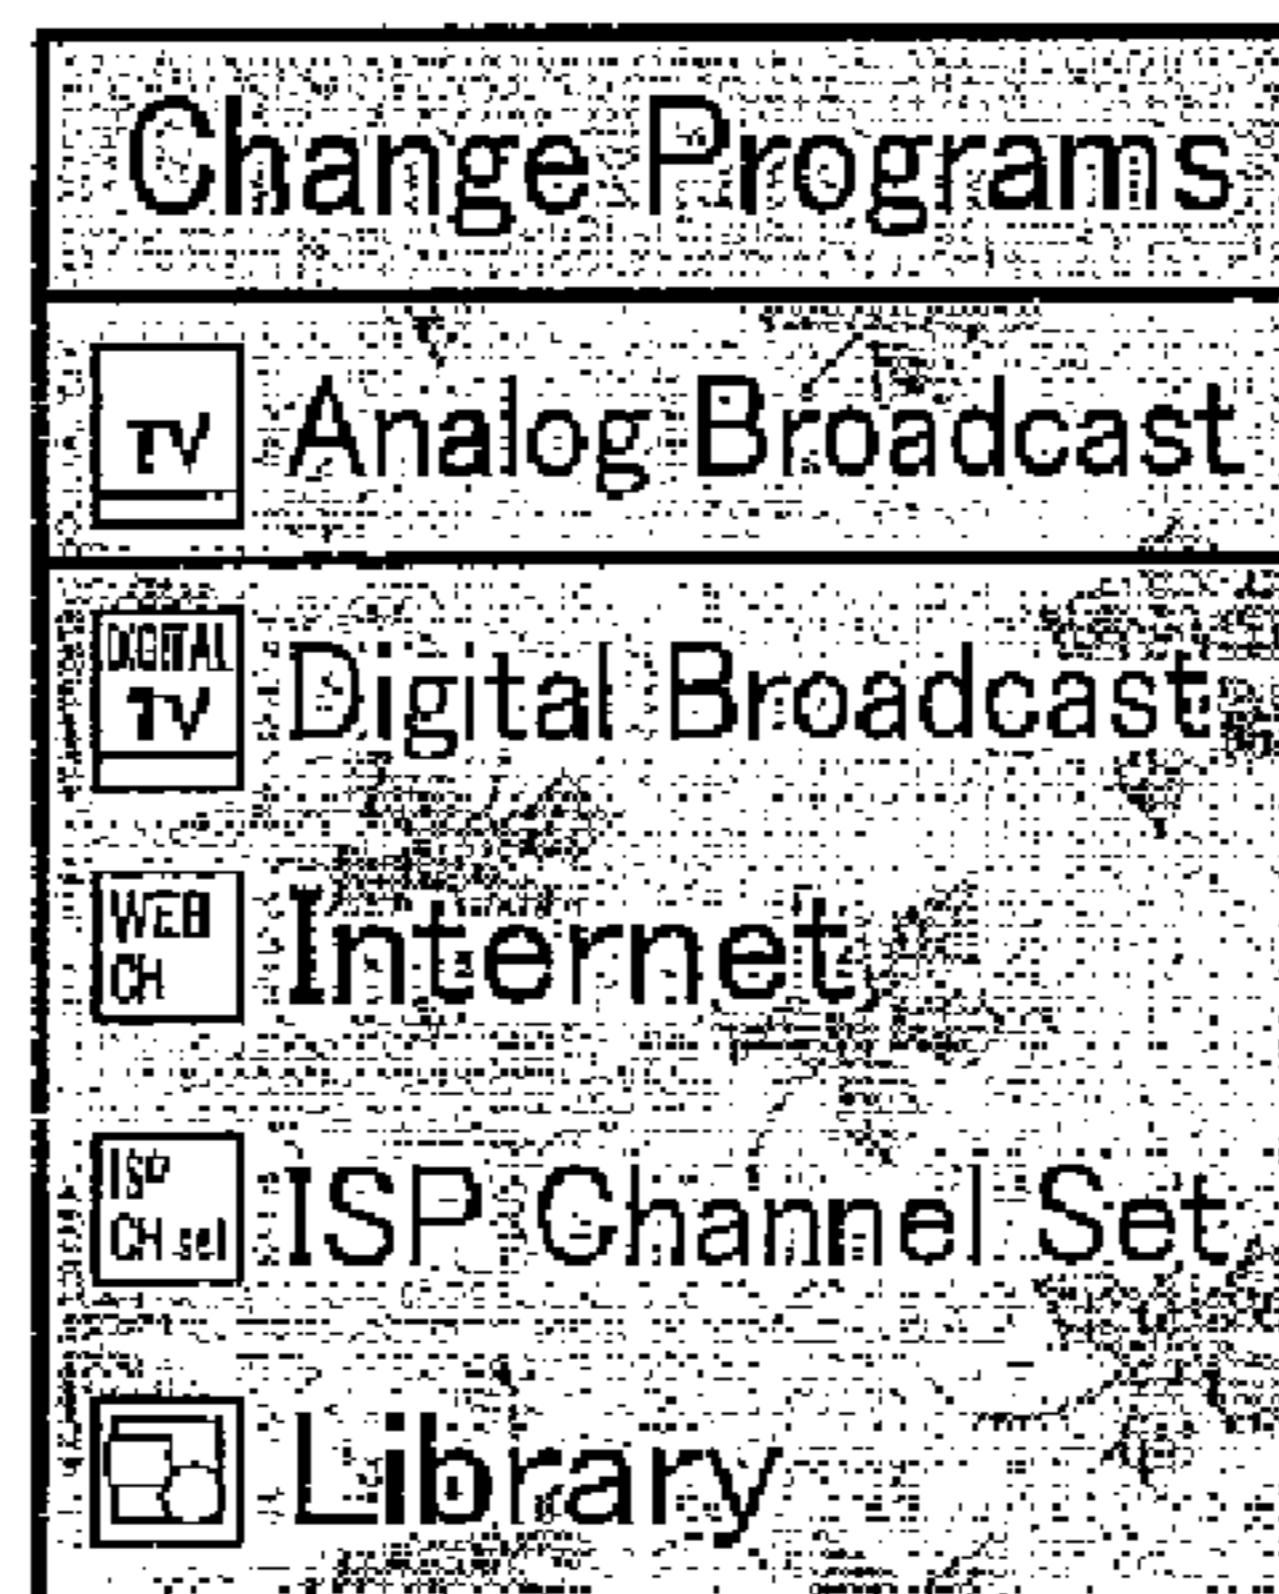 Change Programs
TV
Analog Broadcast
DIGITAL
TV
Digital Broadcast
WEB
CH
Internet
ISP
CH sel
ISP Channel Set
Library